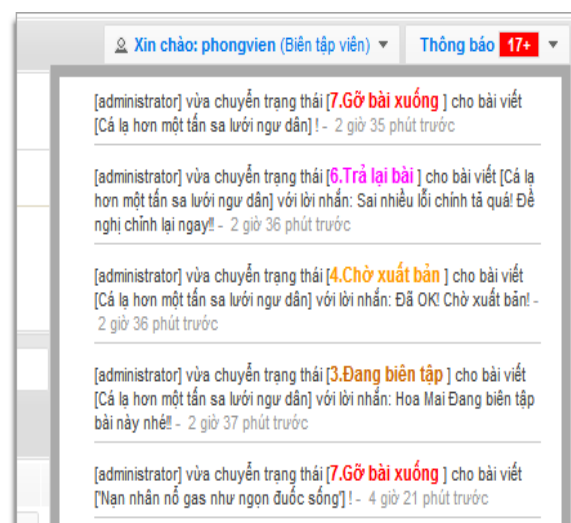 Xin chào: phongvien (Biên tập viên) Thông báo 17+
[administrator] vừa chuyển trạng thái [7.Gỡ bài xuống ] cho bài viết
[Cá lạ hơn một tấn sa lưới ngư dân] ! - 2 giờ 35 phút trước
[administrator] vừa chuyển trạng thái [6.Trả lại bài ] cho bài viết [Cá lạ
hơn một tấn sa lưới ngư dân] với lời nhắn: Sai nhiều lỗi chính tả quá! Đề
nghị chỉnh lại ngay!! - 2 giờ 36 phút trước
[administrator] vừa chuyển trạng thái [4.Chờ xuất bản ] cho bài viết
[Cá lạ hơn một tấn sa lưới ngư dân] với lời nhắn: Đã OK! Chờ xuất bản! -
2 giờ 36 phút trước
[administrator] vừa chuyển trạng thái [3.Đang biên tập ] cho bài viết
[Cá lạ hơn một tấn sa lưới ngư dân] với lời nhắn: Hoa Mai Đang biên tập
bài này nhé!! - 2 giờ 37 phút trước
[administrator] vừa chuyển trạng thái [7.Gỡ bài xuống ] cho bài viết
['Nạn nhân nổ gas như ngọn đuốc sống'] ! - 4 giờ 21 phút trước